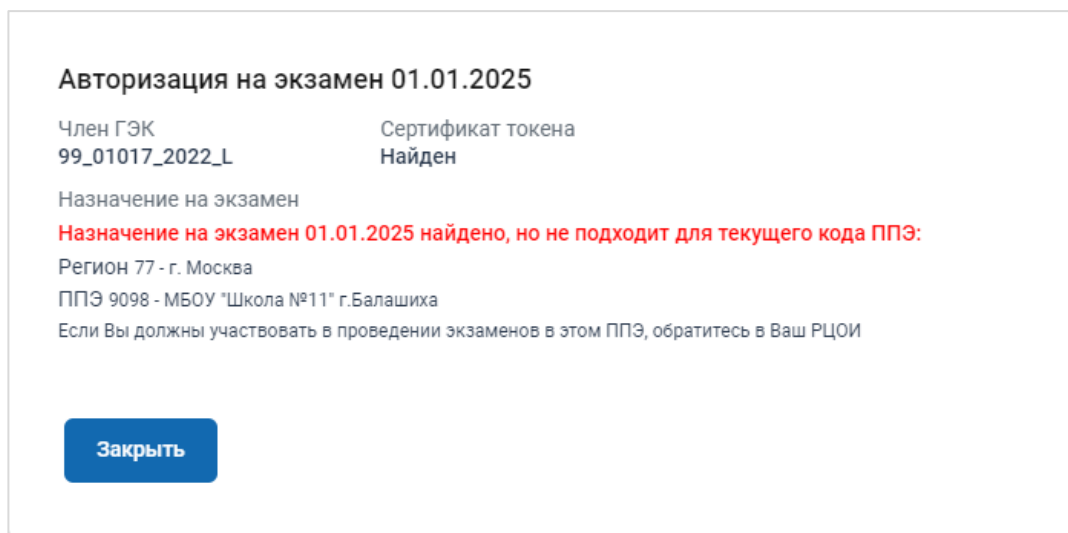 Авторизация на экзамен 01.01.2025
Член ГЭК Сертификат токена
99_01017_2022_L Найден
Назначение на экзамен
Назначение на экзамен 01.01.2025 найдено, но не подходит для текущего кода ППЭ:
Регион 77 - г. Москва
ППЭ 9098 - МБОУ "Школа №11" г.Балашиха
Если Вы должны участвовать в проведении экзаменов в этом ППЭ, обратитесь в Ваш РЦОИ
Закрыть